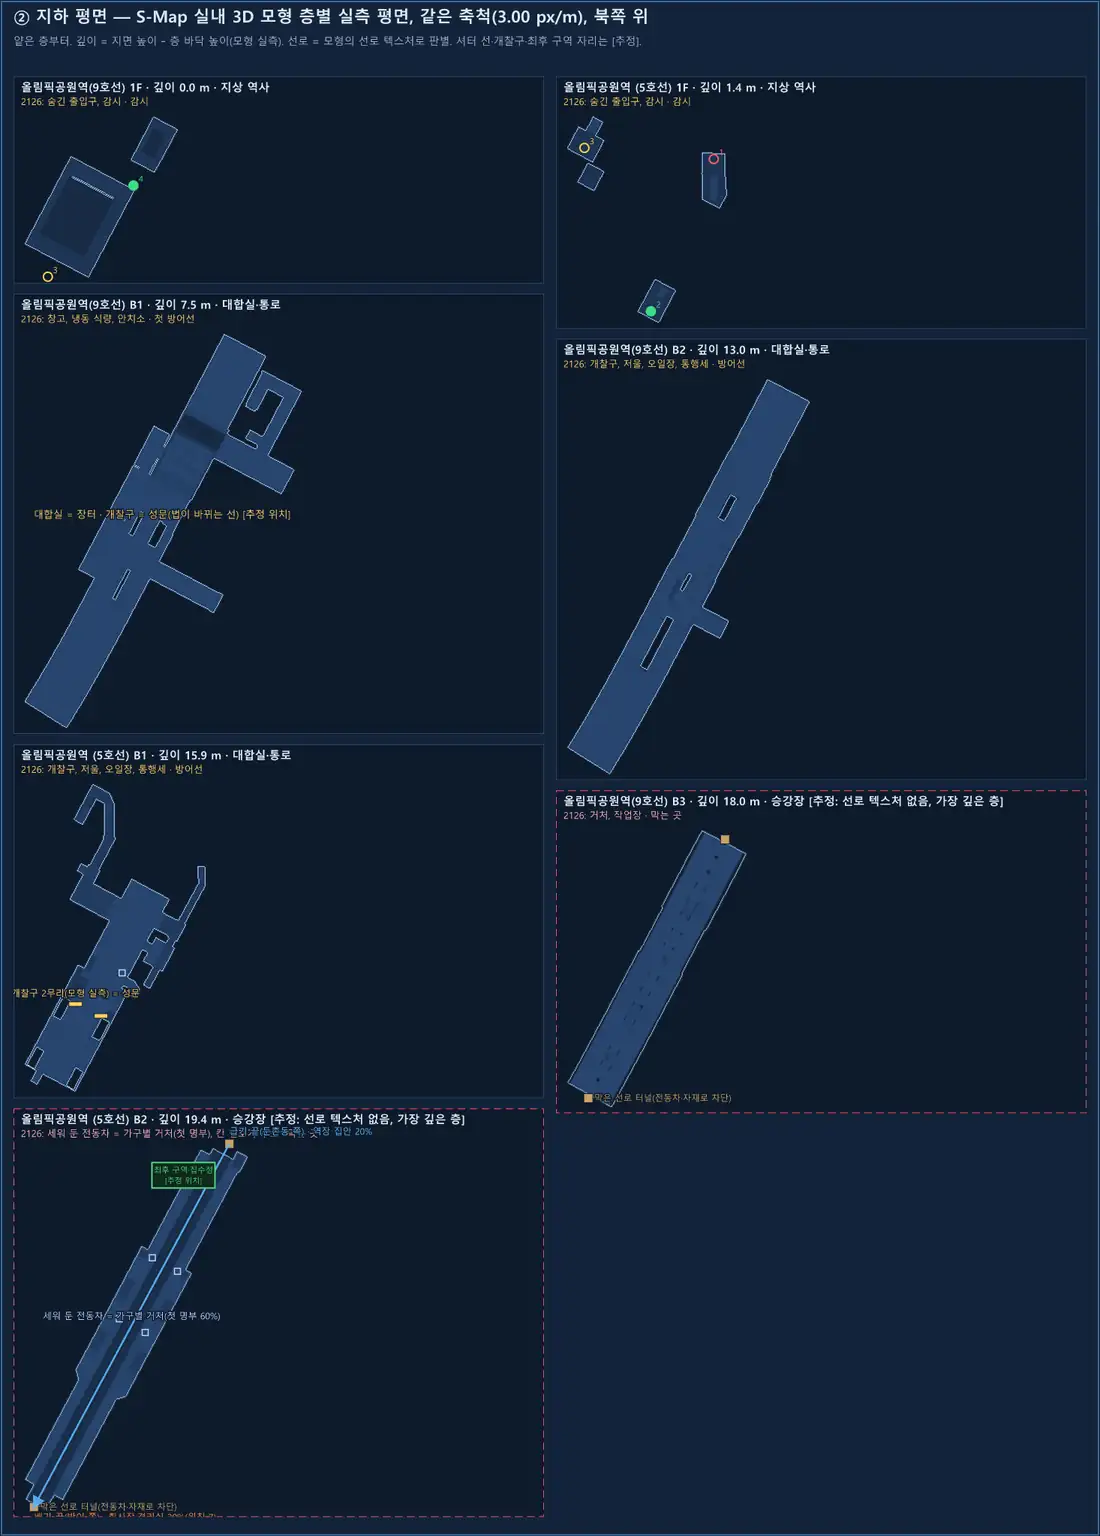 ② 지하 평면 — S-Map 실내 3D 모형 층별 실측 평면, 같은 축척(3.00 px/m), 북쪽 위
얕은 층부터. 깊이 = 지면 높이 − 층 바닥 높이(모형 실측). 선로 = 모형의 선로 텍스처로 판별. 셔터 선·개찰구·최후 구역 자리는 [추정].
올림픽공원역(9호선) 1F · 깊이 0.0 m · 지상 역사
2126: 숨긴 출입구, 감시 · 감시
4
3
올림픽공원역 (5호선) 1F · 깊이 1.4 m · 지상 역사
2126: 숨긴 출입구, 감시 · 감시
3
1
2
올림픽공원역(9호선) B1 · 깊이 7.5 m · 대합실·통로
2126: 창고, 냉동 식량, 안치소 · 첫 방어선
대합실 = 장터 · 개찰구 = 성문(법이 바뀌는 선) [추정 위치]
올림픽공원역(9호선) B2 · 깊이 13.0 m · 대합실·통로
2126: 개찰구, 저울, 오일장, 통행세 · 방어선
올림픽공원역 (5호선) B1 · 깊이 15.9 m · 대합실·통로
2126: 개찰구, 저울, 오일장, 통행세 · 방어선
개찰구 2무리(모형 실측) = 성문
올림픽공원역(9호선) B3 · 깊이 18.0 m · 승강장 [추정: 선로 텍스처 없음, 가장 깊은 층]
2126: 거처, 작업장 · 막는 곳
막은 선로 터널(전동차·자재로 차단)
올림픽공원역 (5호선) B2 · 깊이 19.4 m · 승강장 [추정: 선로 텍스처 없음, 가장 깊은 층]
2126: 세워 둔 전동차 = 가구별 거처(첫 명부), 칸
역장 집안 20%
최후 구역·집수정
[추정 위치]
세워 둔 전동차 = 가구별 거처(첫 명부 60%)
막은 선로 터널(전동차·자재로 차단)